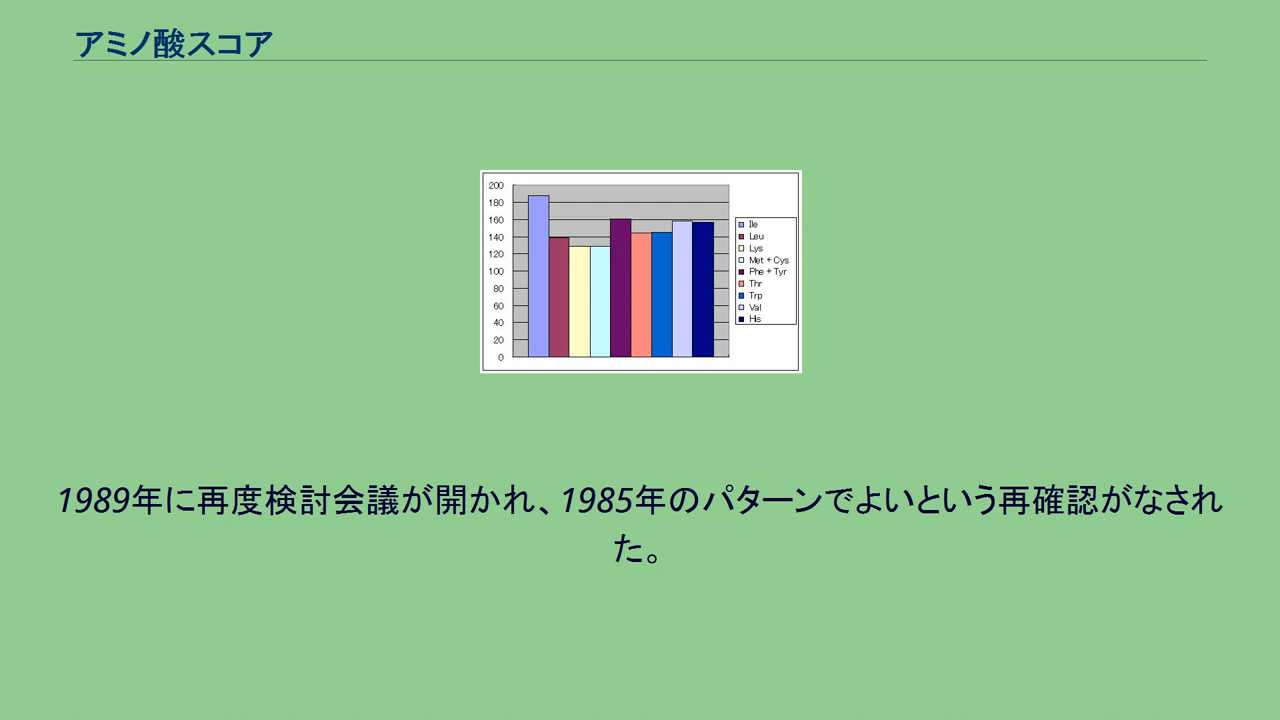 アミノ酸スコア
200
180
160
140
120
100
80
60
40
20
0
Ile
Leu
Lys
Met + Cys
Phe + Tyr
Thr
Trp
Val
His
1989年に再度検討会議が開かれ、1985年のパターンでよいという再確認がなされ
た。